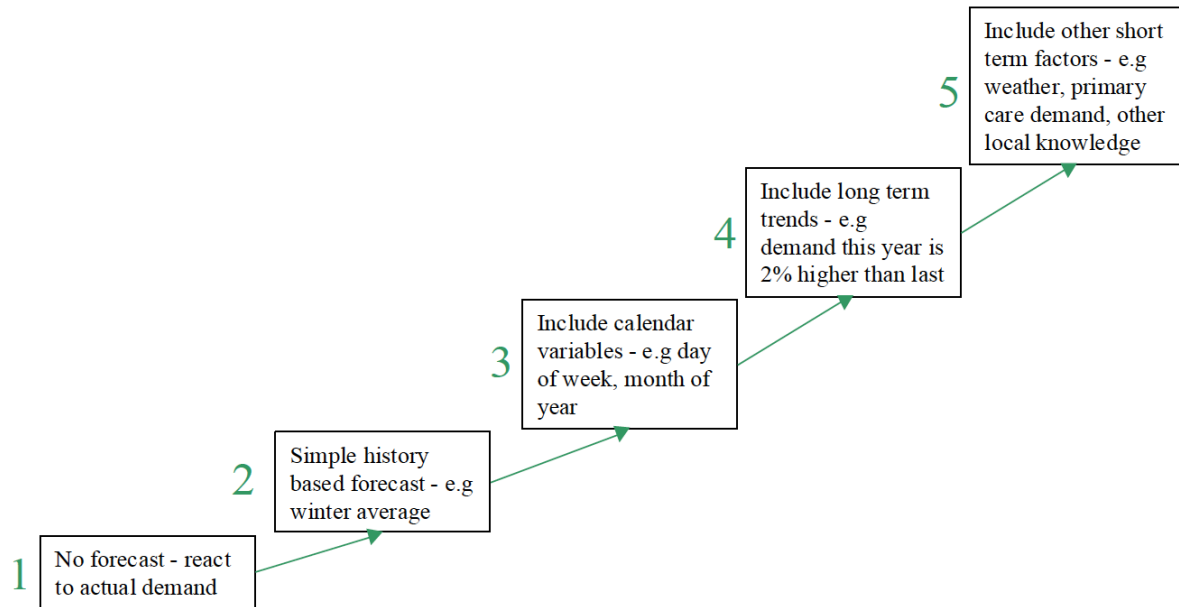 1
No forecast - react
to actual demand
2
Simple history
based forecast - e.g
winter average
3
Include calendar
variables - e.g day
of week, month of
year
4
Include long term
trends - e.g
demand this year is
2% higher than last
5
Include other short
term factors - e.g
weather, primary
care demand, other
local knowledge